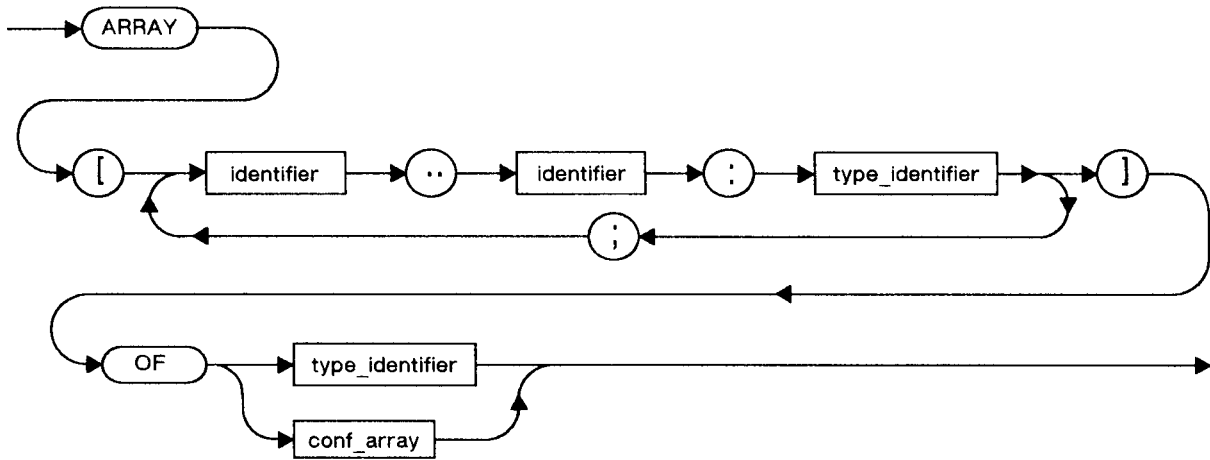 ARRAY
[ identifier .. identifier : type_identifier ]
;
OF type_identifier
conf_array